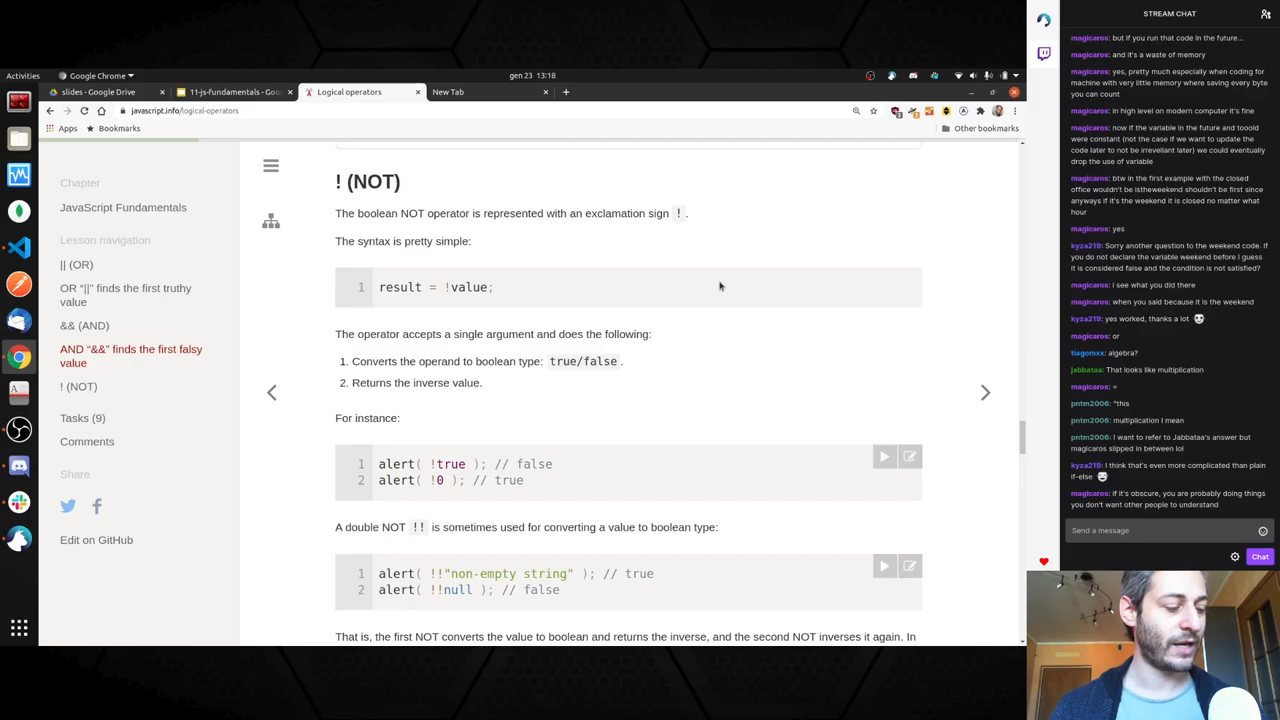 Activities
Google Chrome
gen 23 13:18
slides - Google Drive
11-js-fundamentals - Goo
Logical operators
New Tab
javascript.info/logical-operators
Apps
Bookmarks
Other bookmarks
Chapter
JavaScript Fundamentals
Lesson navigation
|| (OR)
OR “||” finds the first truthy
value
&& (AND)
AND “&&” finds the first falsy
value
! (NOT)
Tasks (9)
Comments
Share
Edit on GitHub
! (NOT)
The boolean NOT operator is represented with an exclamation sign !.
The syntax is pretty simple:
1 result = !value;
The operator accepts a single argument and does the following:
1. Converts the operand to boolean type: true/false.
2. Returns the inverse value.
For instance:
1 alert( !true ); // false
2 alert( !0 ); // true
A double NOT !! is sometimes used for converting a value to boolean type:
1 alert( !!"non-empty string" ); // true
2 alert( !!null ); // false
That is, the first NOT converts the value to boolean and returns the inverse, and the second NOT inverses it again. In
STREAM CHAT
magicaros: but if you run that code in the future...
magicaros: and it's a waste of memory
magicaros: yes, pretty much especially when coding for
machine with very little memory where saving every byte
you can count
magicaros: in high level on modern computer it's fine
magicaros: now if the variable in the future and tooold
were constant (not the case if we want to update the
code later to not be irrevellant later) we could eventually
drop the use of variable
magicaros: btw in the first example with the closed
office wouldn't be istheweekend shouldn't be first since
anyways if it's the weekend it is closed no matter what
hour
magicaros: yes
kyza219: Sorry another question to the weekend code. If
you do not declare the variable weekend before I guess
it is considered false and the condition is not satisfied?
magicaros: I see what you did there
magicaros: when you said because it is the weekend
kyza219: yes worked, thanks a lot
magicaros: or
tiagomxx: algebra?
jabbataa: That looks like multiplication
magicaros: =
pntm2006: ^this
pntm2006: multiplication I mean
pntm2006: I want to refer to Jabbataa's answer but
magicaros slipped in between lol
kyza219: I think that's even more complicated than plain
if-else
magicaros: if it's obscure, you are probably doing things
you don't want other people to understand
Send a message
Chat